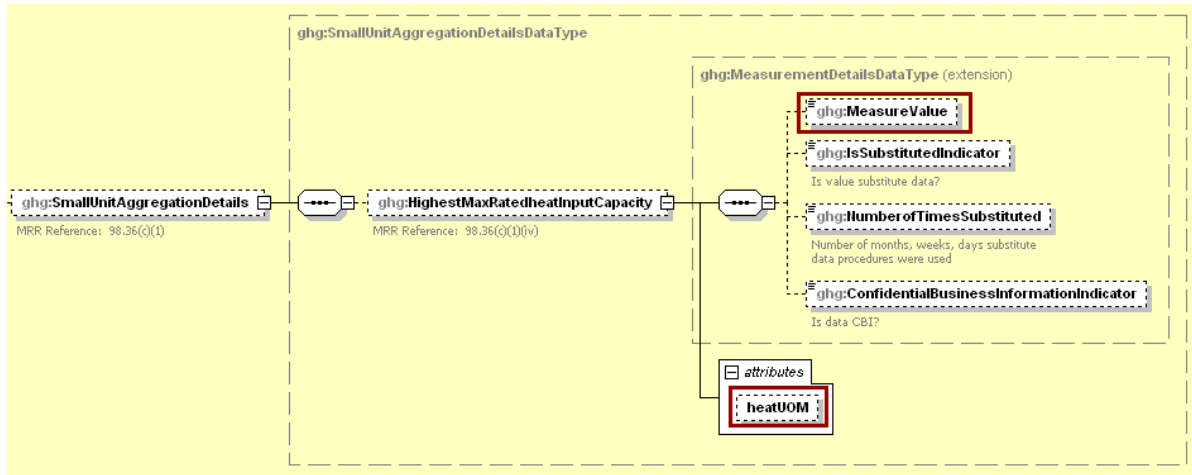 ghg:SmallUnitAggregationDetailsDataType
ghg:MeasurementDetailsDataType (extension)
ghg:MeasureValue
ghg:IsSubstitutedIndicator
Is value substitute data?
ghg:SmallUnitAggregationDetails
MRR Reference: 98.36(c)(1)
ghg:HighestMaxRatedheatInputCapacity
MRR Reference: 98.36(c)(1)(iv)
ghg:NumberofTimesSubstituted
Number of months, weeks, days substitute
data procedures were used
ghg:ConfidentialBusinessInformationIndicator
Is data CBI?
attributes
heatUOM